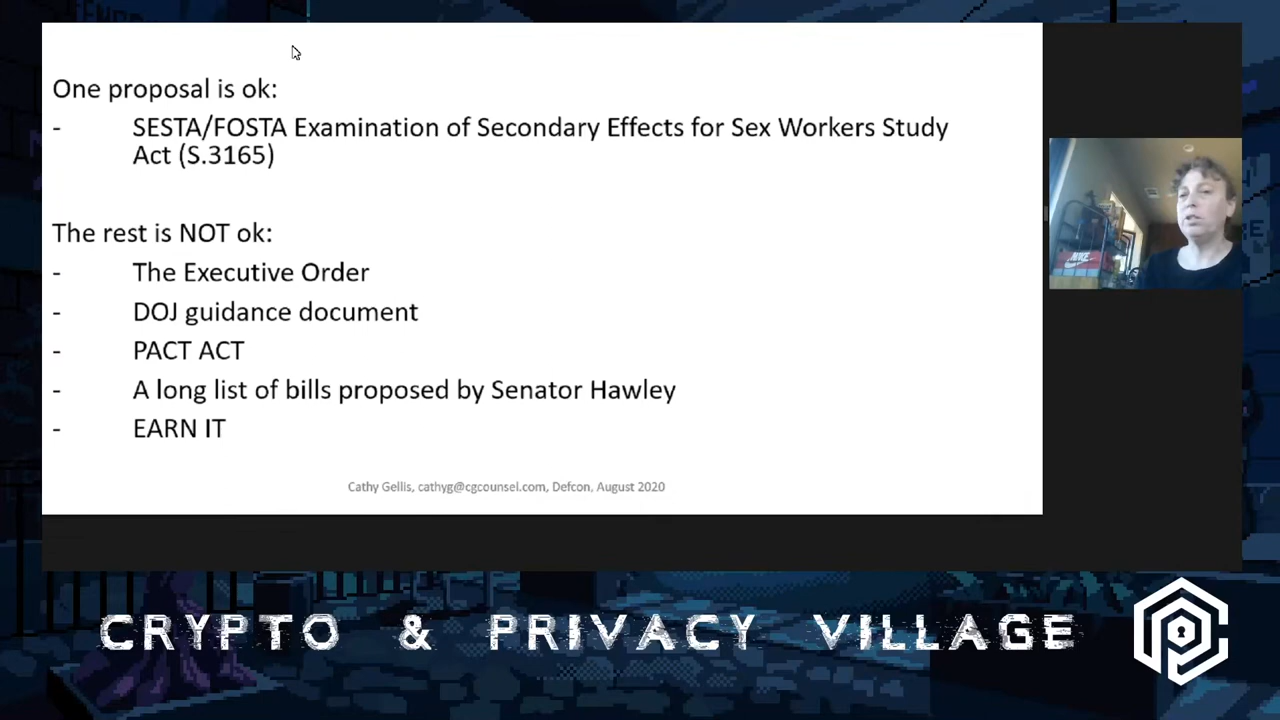 One proposal is ok:
- SESTA/FOSTA Examination of Secondary Effects for Sex Workers Study
Act (S.3165)
The rest is NOT ok:
- The Executive Order
- DOJ guidance document
- PACT ACT
- A long list of bills proposed by Senator Hawley
- EARN IT
Cathy Gellis, cathyg@cgcounsel.com, Defcon, August 2020
NIKE
CRYPTO & PRIVACY VILLAGE